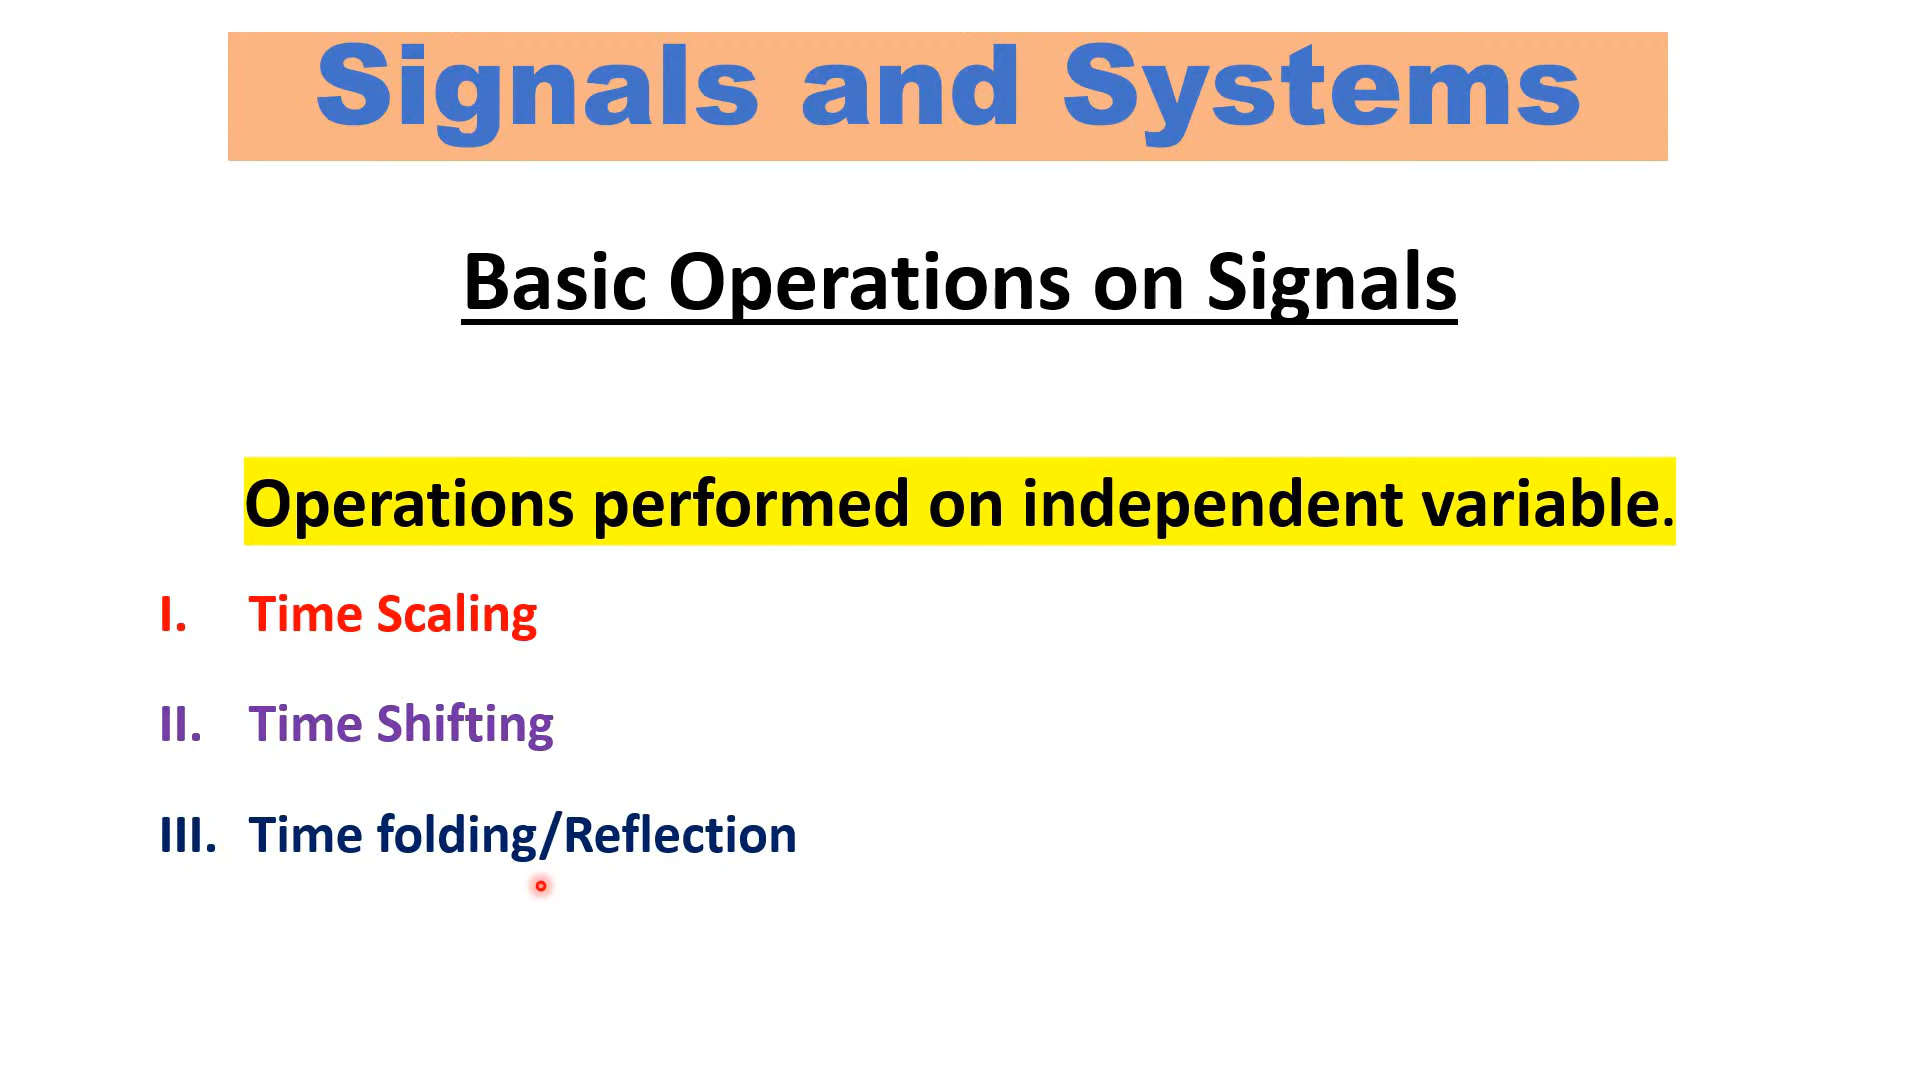 Signals and Systems
Basic Operations on Signals
Operations performed on independent variable.
I. Time Scaling
II. Time Shifting
III. Time folding/Reflection